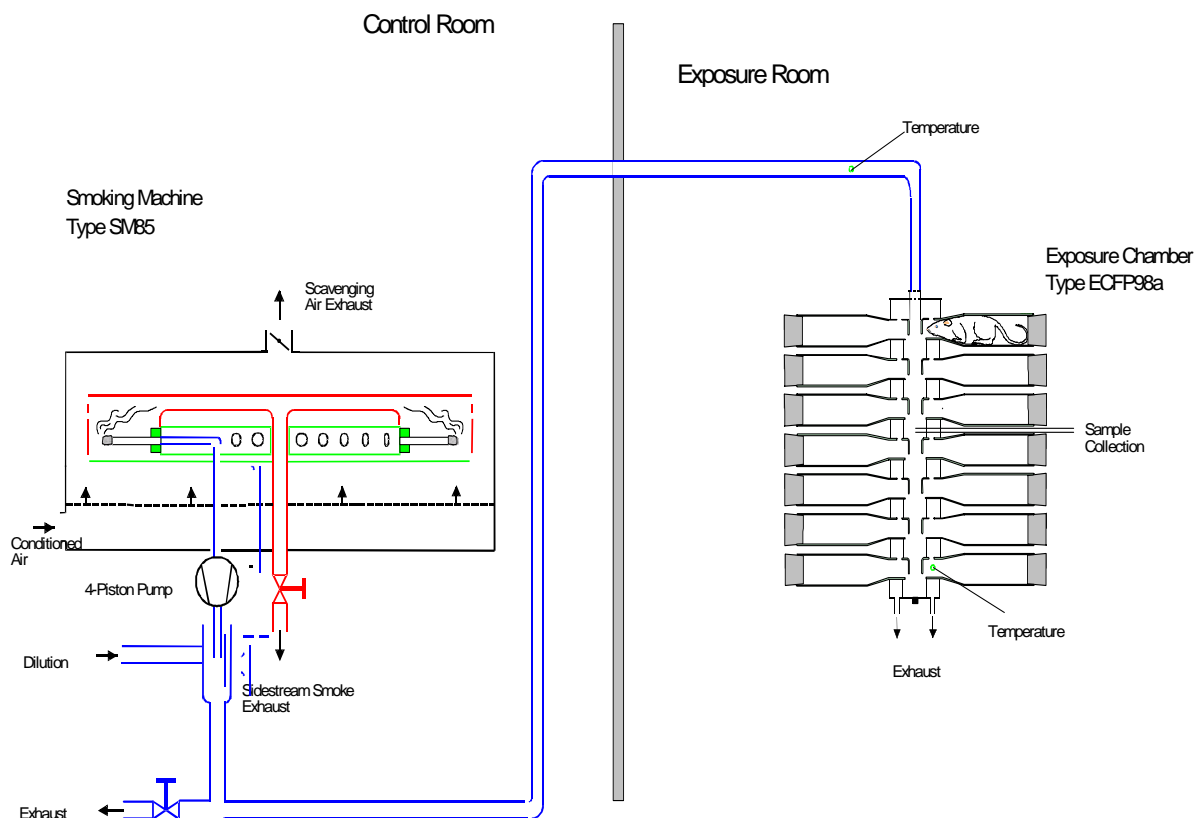 Control Room
Exposure Room
Temperature
Smoking Machine
Type SM85
Exposure Chamber
Type ECFP98a
Scavenging
Air Exhaust
Sample
Collection
Conditioned
Air
4-Piston Pump
Temperature
Dilution
Exhaust
Sidestream Smoke
Exhaust
Exhaust